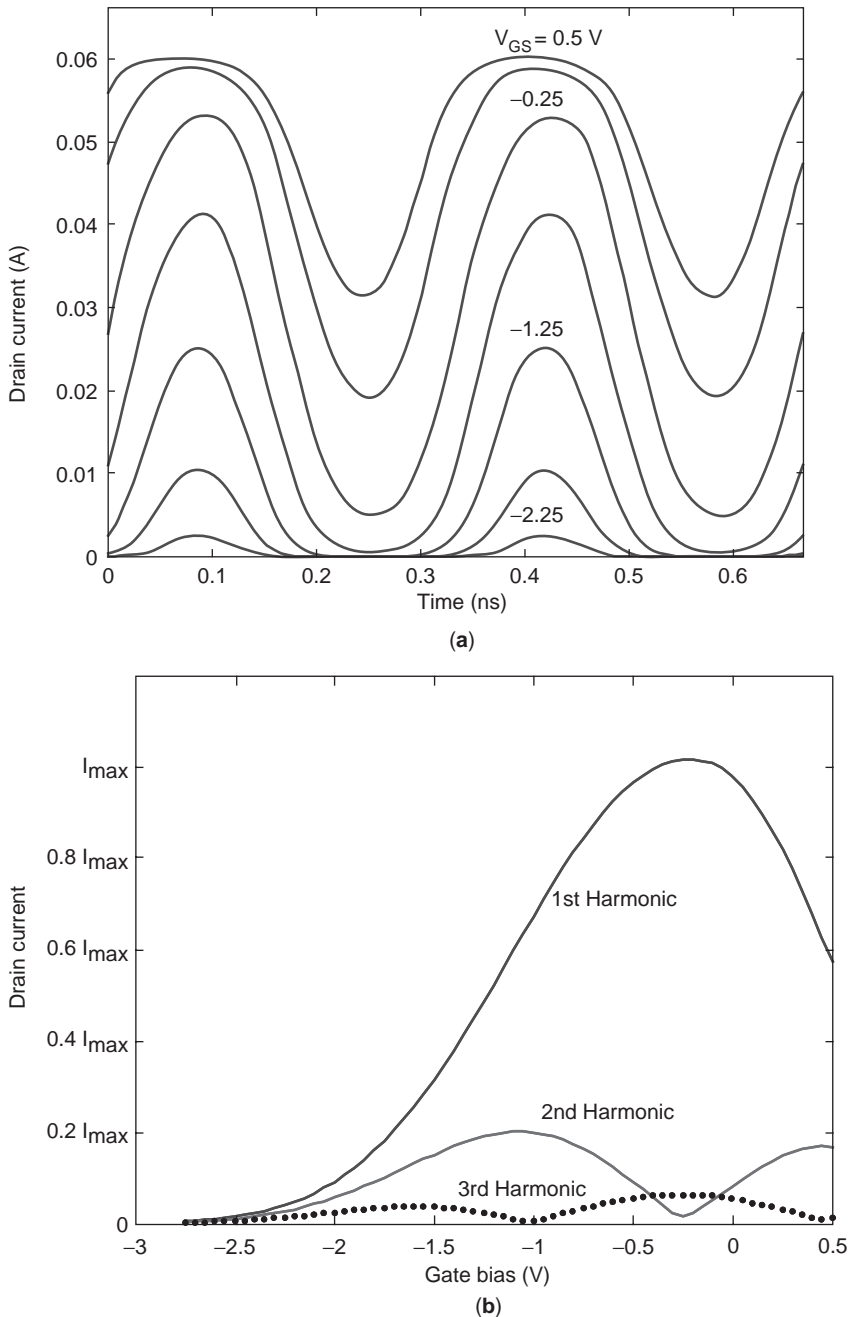 V_GS = 0.5 V
–0.25
–1.25
–2.25
0.06
0.05
0.04
0.03
0.02
0.01
0
Drain current (A)
0 0.1 0.2 0.3 0.4 0.5 0.6
Time (ns)
(a)
I_max
0.8 I_max
0.6 I_max
0.4 I_max
0.2 I_max
0
Drain current
1st Harmonic
2nd Harmonic
3rd Harmonic
–3 –2.5 –2 –1.5 –1 –0.5 0 0.5
Gate bias (V)
(b)